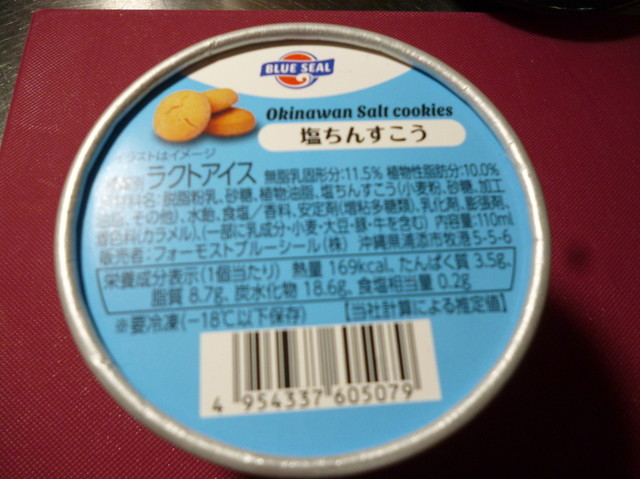 BLUE SEAL
Okinawan Salt cookies
塩ちんすこう
イラストはイメージ
ラクトアイス 無脂乳固形分:11.5% 植物性脂肪分:10.0%
脱脂粉乳、砂糖、植物油脂、塩ちんすこう(小麦粉、砂糖、加工
油脂、その他)、水飴、食塩/香料、安定剤(増粘多糖類)、乳化剤、膨張剤、
着色料(カラメル)、(一部に乳成分・小麦・大豆・豚・牛を含む) 内容量:110ml
販売者:フォーモストブルーシール(株) 沖縄県浦添市牧港5-5-6
栄養成分表示(1個当たり) 熱量 169kcal、たんぱく質 3.5g、
脂質 8.7g、炭水化物 18.6g、食塩相当量 0.2g
※要冷凍(-18℃以下保存) 【当社計算による推定値】
4 954337 605079